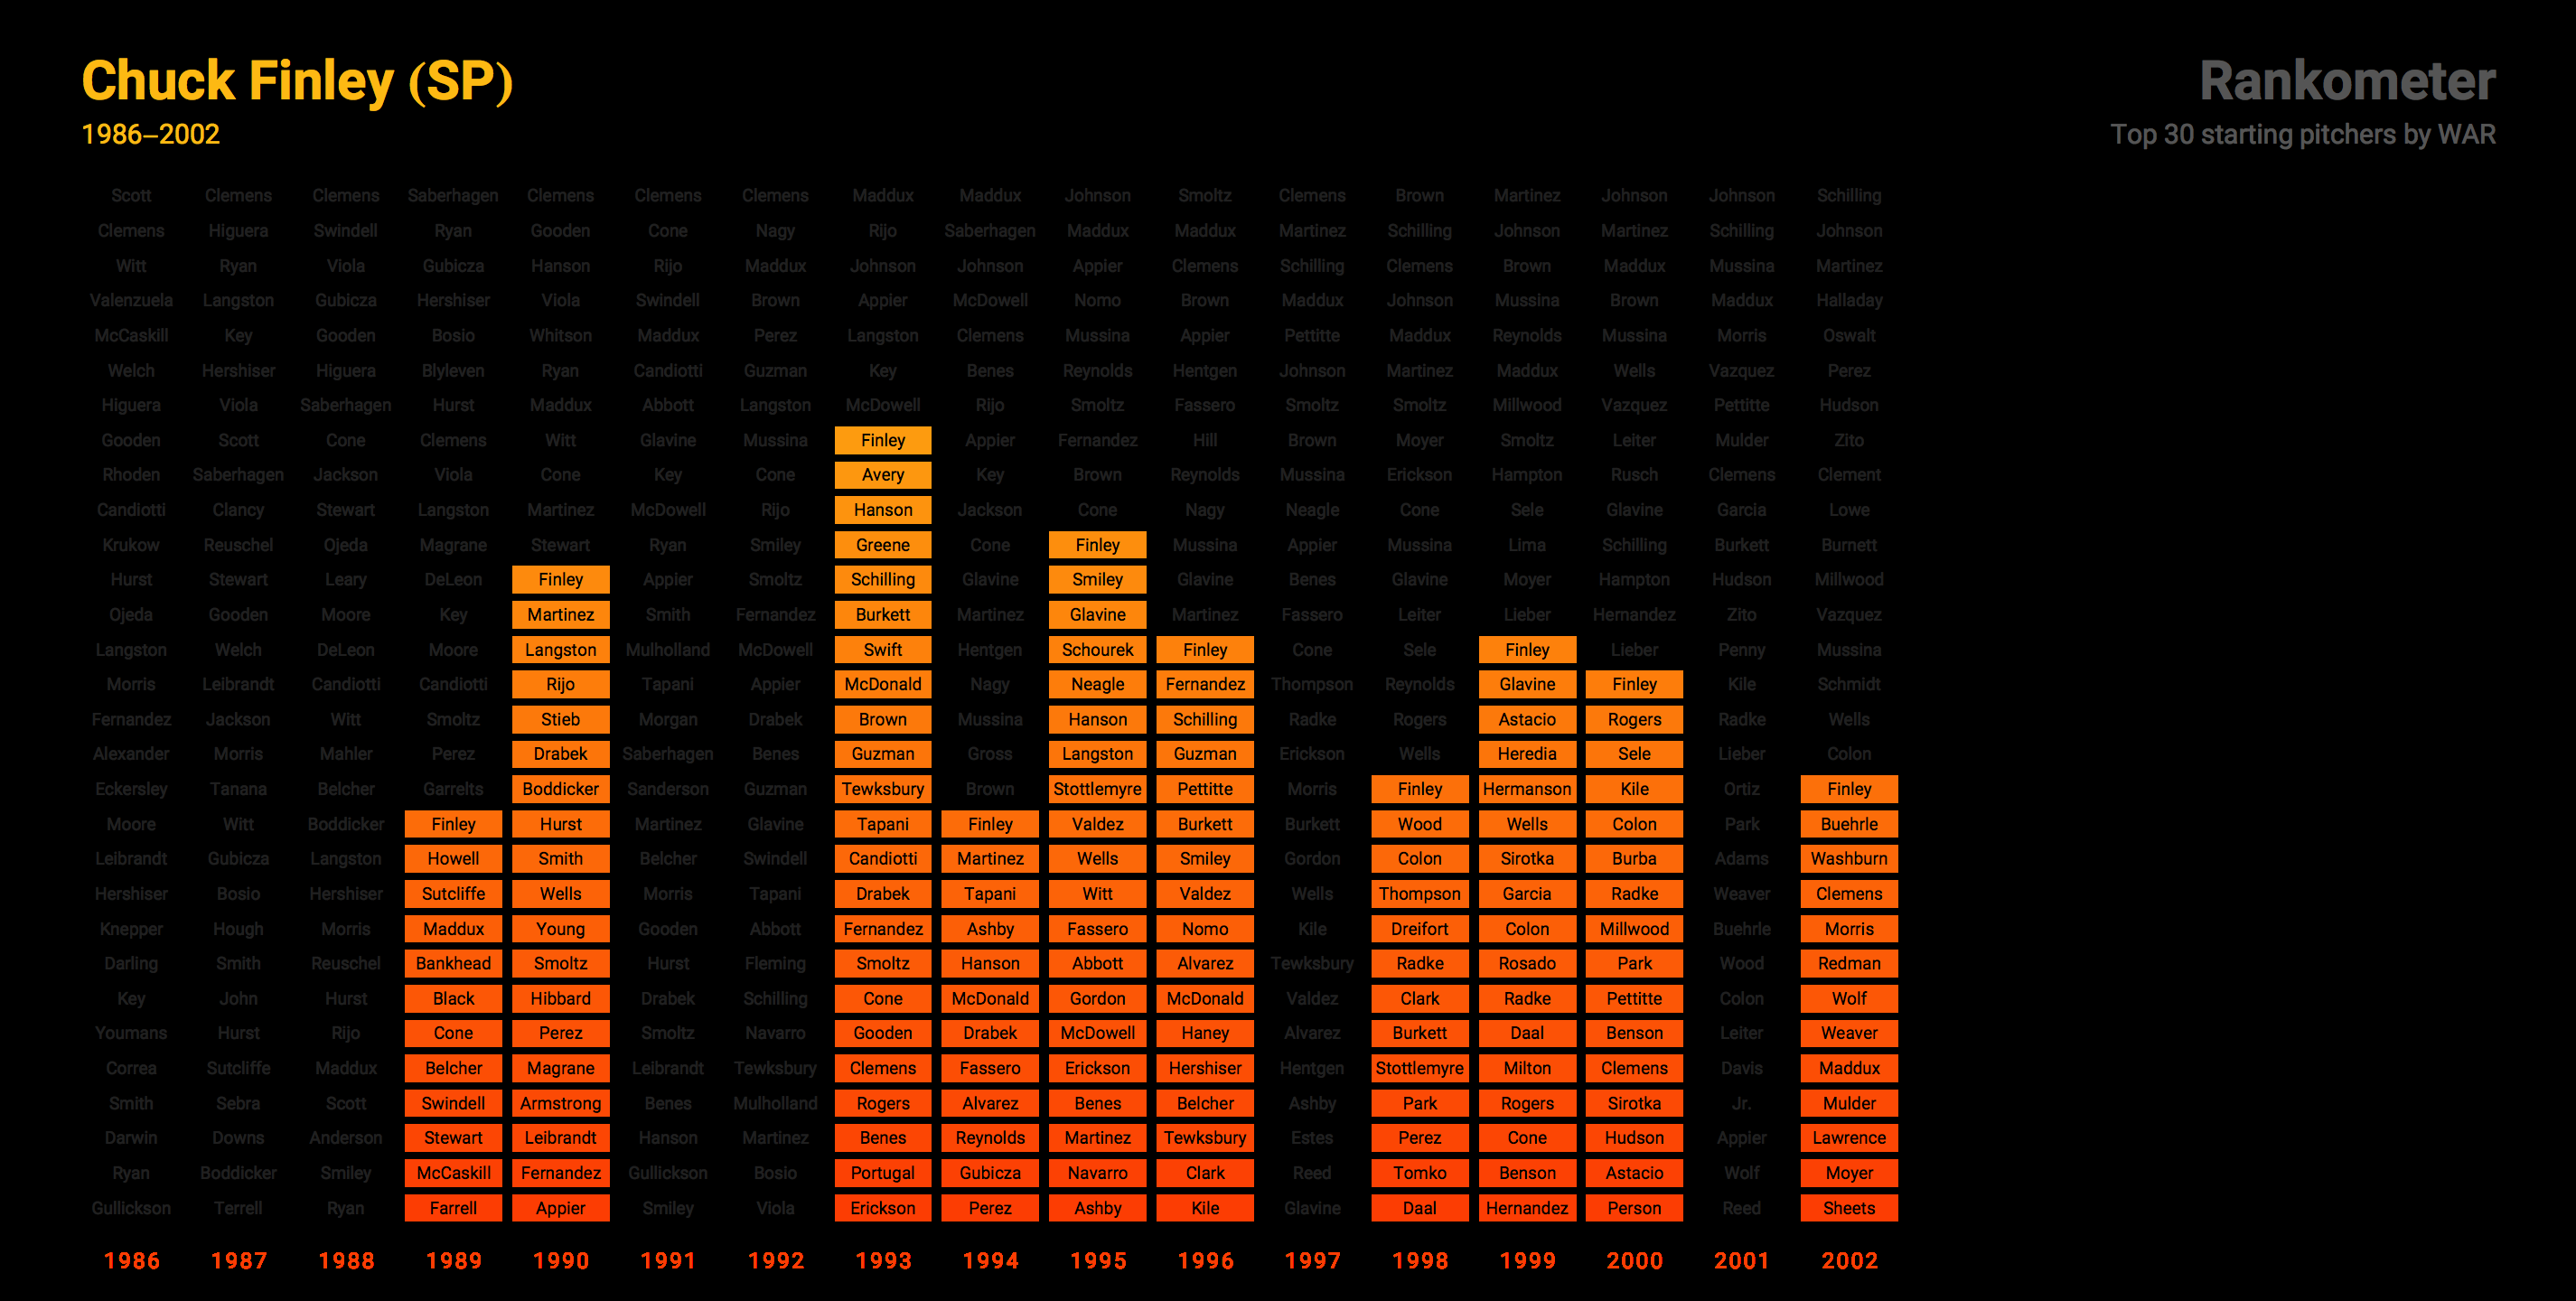 Chuck Finley (SP)
1986–2002
Rankometer
Top 30 starting pitchers by WAR
Scott Clemens Clemens Saberhagen Clemens Clemens Clemens Maddux Maddux Johnson Smoltz Clemens Brown Martinez Johnson Johnson Schilling
Clemens Higuera Swindell Ryan Gooden Cone Nagy Rijo Saberhagen Maddux Maddux Martinez Schilling Johnson Martinez Schilling Johnson
Witt Ryan Viola Gubicza Hanson Rijo Maddux Johnson Johnson Appier Clemens Schilling Clemens Brown Maddux Mussina Martinez
Valenzuela Langston Gubicza Hershiser Viola Swindell Brown Appier McDowell Nomo Brown Maddux Johnson Mussina Brown Maddux Halladay
McCaskill Key Gooden Bosio Whitson Maddux Perez Langston Clemens Mussina Appier Pettitte Maddux Reynolds Mussina Morris Oswalt
Welch Hershiser Higuera Blyleven Ryan Candiotti Guzman Key Benes Reynolds Hentgen Johnson Martinez Maddux Wells Vazquez Perez
Higuera Viola Saberhagen Hurst Maddux Abbott Langston McDowell Rijo Smoltz Fassero Smoltz Smoltz Millwood Vazquez Pettitte Hudson
Gooden Scott Cone Clemens Witt Glavine Mussina Finley Appier Fernandez Hill Brown Moyer Smoltz Leiter Mulder Zito
Rhoden Saberhagen Jackson Viola Cone Key Cone Avery Key Brown Reynolds Mussina Erickson Hampton Rusch Clemens Clement
Candiotti Clancy Stewart Langston Martinez McDowell Rijo Hanson Jackson Cone Nagy Neagle Cone Sele Glavine Garcia Lowe
Krukow Reuschel Ojeda Magrane Stewart Ryan Smiley Greene Cone Finley Mussina Appier Mussina Lima Schilling Burkett Burnett
Hurst Stewart Leary DeLeon Finley Appier Smoltz Schilling Glavine Smiley Glavine Benes Glavine Moyer Hampton Hudson Millwood
Ojeda Gooden Moore Key Martinez Smith Fernandez Burkett Martinez Glavine Martinez Fassero Leiter Lieber Hernandez Zito Vazquez
Langston Welch DeLeon Moore Langston Mulholland McDowell Swift Hentgen Schourek Finley Cone Sele Finley Lieber Penny Mussina
Morris Leibrandt Candiotti Candiotti Rijo Tapani Appier McDonald Nagy Neagle Fernandez Thompson Reynolds Glavine Finley Kile Schmidt
Fernandez Jackson Witt Smoltz Stieb Morgan Drabek Brown Mussina Hanson Schilling Radke Rogers Astacio Rogers Radke Wells
Alexander Morris Mahler Perez Drabek Saberhagen Benes Guzman Gross Langston Guzman Erickson Wells Heredia Sele Lieber Colon
Eckersley Tanana Belcher Garrelts Boddicker Sanderson Guzman Tewksbury Brown Stottlemyre Pettitte Morris Finley Hermanson Kile Ortiz Finley
Moore Witt Boddicker Finley Hurst Martinez Glavine Tapani Finley Valdez Burkett Burkett Wood Wells Colon Park Buehrle
Leibrandt Gubicza Langston Howell Smith Belcher Swindell Candiotti Martinez Wells Smiley Gordon Colon Sirotka Burba Adams Washburn
Hershiser Bosio Hershiser Sutcliffe Wells Morris Tapani Drabek Tapani Witt Valdez Wells Thompson Garcia Radke Weaver Clemens
Knepper Hough Morris Maddux Young Gooden Abbott Fernandez Ashby Fassero Nomo Kile Dreifort Colon Millwood Buehrle Morris
Darling Smith Reuschel Bankhead Smoltz Hurst Fleming Smoltz Hanson Abbott Alvarez Tewksbury Radke Rosado Park Wood Redman
Key John Hurst Black Hibbard Drabek Schilling Cone McDonald Gordon McDonald Valdez Clark Radke Pettitte Colon Wolf
Youmans Hurst Rijo Cone Perez Smoltz Navarro Gooden Drabek McDowell Haney Alvarez Burkett Daal Benson Leiter Weaver
Correa Sutcliffe Maddux Belcher Magrane Leibrandt Tewksbury Clemens Fassero Erickson Hershiser Hentgen Stottlemyre Milton Clemens Davis Maddux
Smith Sebra Scott Swindell Armstrong Benes Mulholland Rogers Alvarez Benes Belcher Ashby Park Rogers Sirotka Jr. Mulder
Darwin Downs Anderson Stewart Leibrandt Hanson Martinez Benes Reynolds Martinez Tewksbury Estes Perez Cone Hudson Appier Lawrence
Ryan Boddicker Smiley McCaskill Fernandez Gullickson Bosio Portugal Gubicza Navarro Clark Reed Tomko Benson Astacio Wolf Moyer
Gullickson Terrell Ryan Farrell Appier Smiley Viola Erickson Perez Ashby Kile Glavine Daal Hernandez Person Reed Sheets
1986 1987 1988 1989 1990 1991 1992 1993 1994 1995 1996 1997 1998 1999 2000 2001 2002